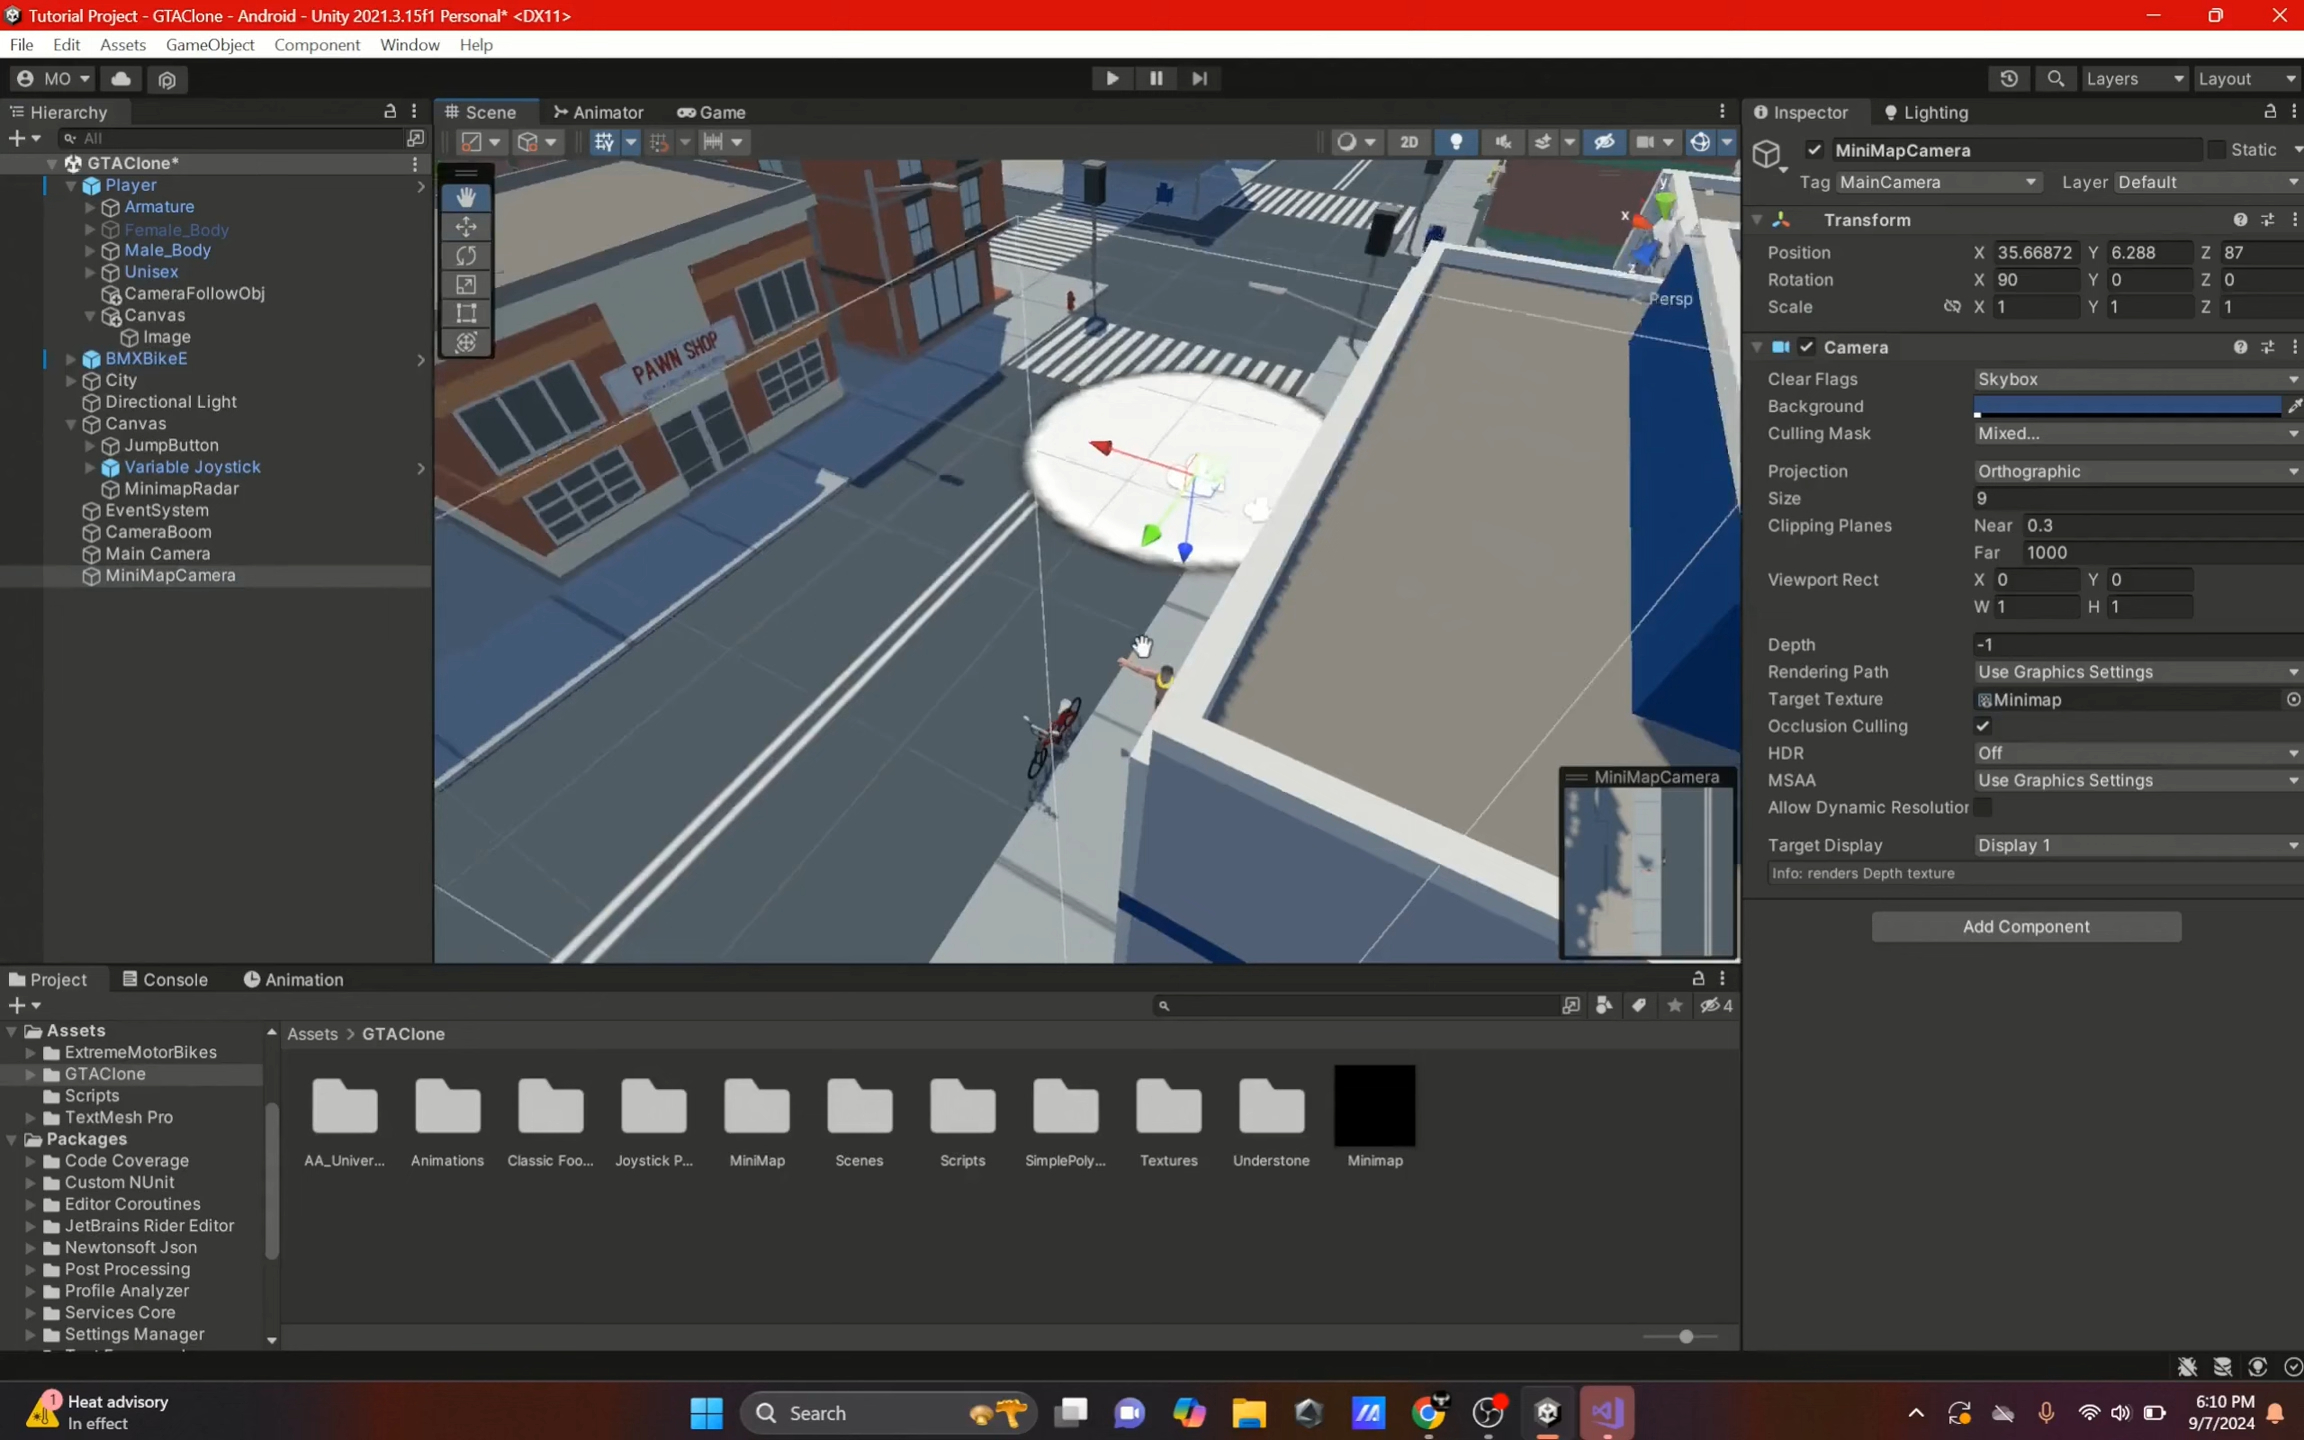 Tutorial Project - GTAClone - Android - Unity 2021.3.15f1 Personal* <DX11>
File Edit Assets GameObject Component Window Help
MO Layers Layout
Hierarchy
All
GTAClone*
Player
Armature
Female_Body
Male_Body
Unisex
CameraFollowObj
Canvas
Image
BMXBikeE
City
Directional Light
Canvas
JumpButton
Variable Joystick
MinimapRadar
EventSystem
CameraBoom
Main Camera
MiniMapCamera
Scene Animator Game
2D
PAWN SHOP
x
y
z
Persp
MiniMapCamera
Inspector Lighting
MiniMapCamera Static
Tag MainCamera Layer Default
Transform
Position X 35.66872 Y 6.288 Z 87
Rotation X 90 Y 0 Z 0
Scale X 1 Y 1 Z 1
Camera
Clear Flags Skybox
Background
Culling Mask Mixed...
Projection Orthographic
Size 9
Clipping Planes Near 0.3
Far 1000
Viewport Rect X 0 Y 0
W 1 H 1
Depth -1
Rendering Path Use Graphics Settings
Target Texture Minimap
Occlusion Culling
HDR Off
MSAA Use Graphics Settings
Allow Dynamic Resolution
Target Display Display 1
Info: renders Depth texture
Add Component
Project Console Animation
4
Assets
ExtremeMotorBikes
GTAClone
Scripts
TextMesh Pro
Packages
Code Coverage
Custom NUnit
Editor Coroutines
JetBrains Rider Editor
Newtonsoft Json
Post Processing
Profile Analyzer
Services Core
Settings Manager
Assets > GTAClone
AA_Univer... Animations Classic Foo... Joystick P... MiniMap Scenes Scripts SimplePoly... Textures Understone Minimap
1
Heat advisory
In effect
Search
6:10 PM
9/7/2024